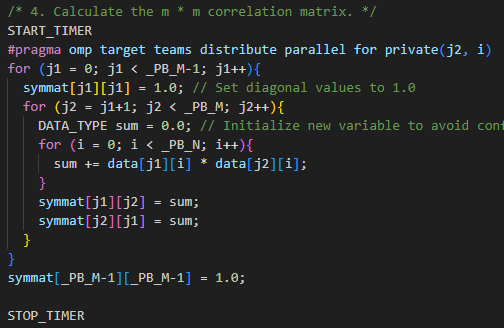 /* 4. Calculate the m * m correlation matrix. */
START_TIMER
#pragma omp target teams distribute parallel for private(j2, i)
for (j1 = 0; j1 < _PB_M-1; j1++){
symmat[j1][j1] = 1.0; // Set diagonal values to 1.0
for (j2 = j1+1; j2 < _PB_M; j2++){
DATA_TYPE sum = 0.0; // Initialize new variable to avoid
for (i = 0; i < _PB_N; i++){
sum += data[j1][i] * data[j2][i];
}
symmat[j1][j2] = sum;
symmat[j2][j1] = sum;
}
}
symmat[_PB_M-1][_PB_M-1] = 1.0;
STOP_TIMER